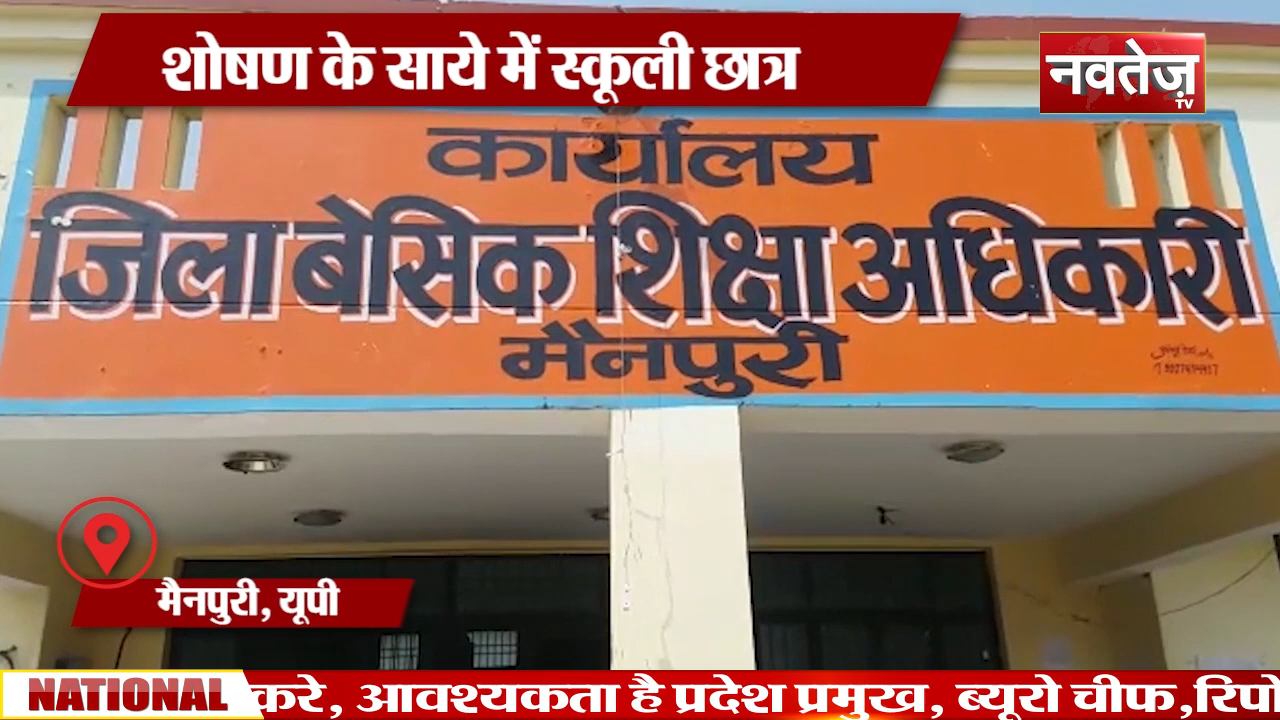 शोषण के साये में स्कूली छात्र
नवतेज़
TV
कार्यालय
जिला बेसिक शिक्षा अधिकारी
मैनपुरी
मैनपुरी, यूपी
NATIONAL
करे, आवश्यकता है प्रदेश प्रमुख, ब्यूरो चीफ,रिपो